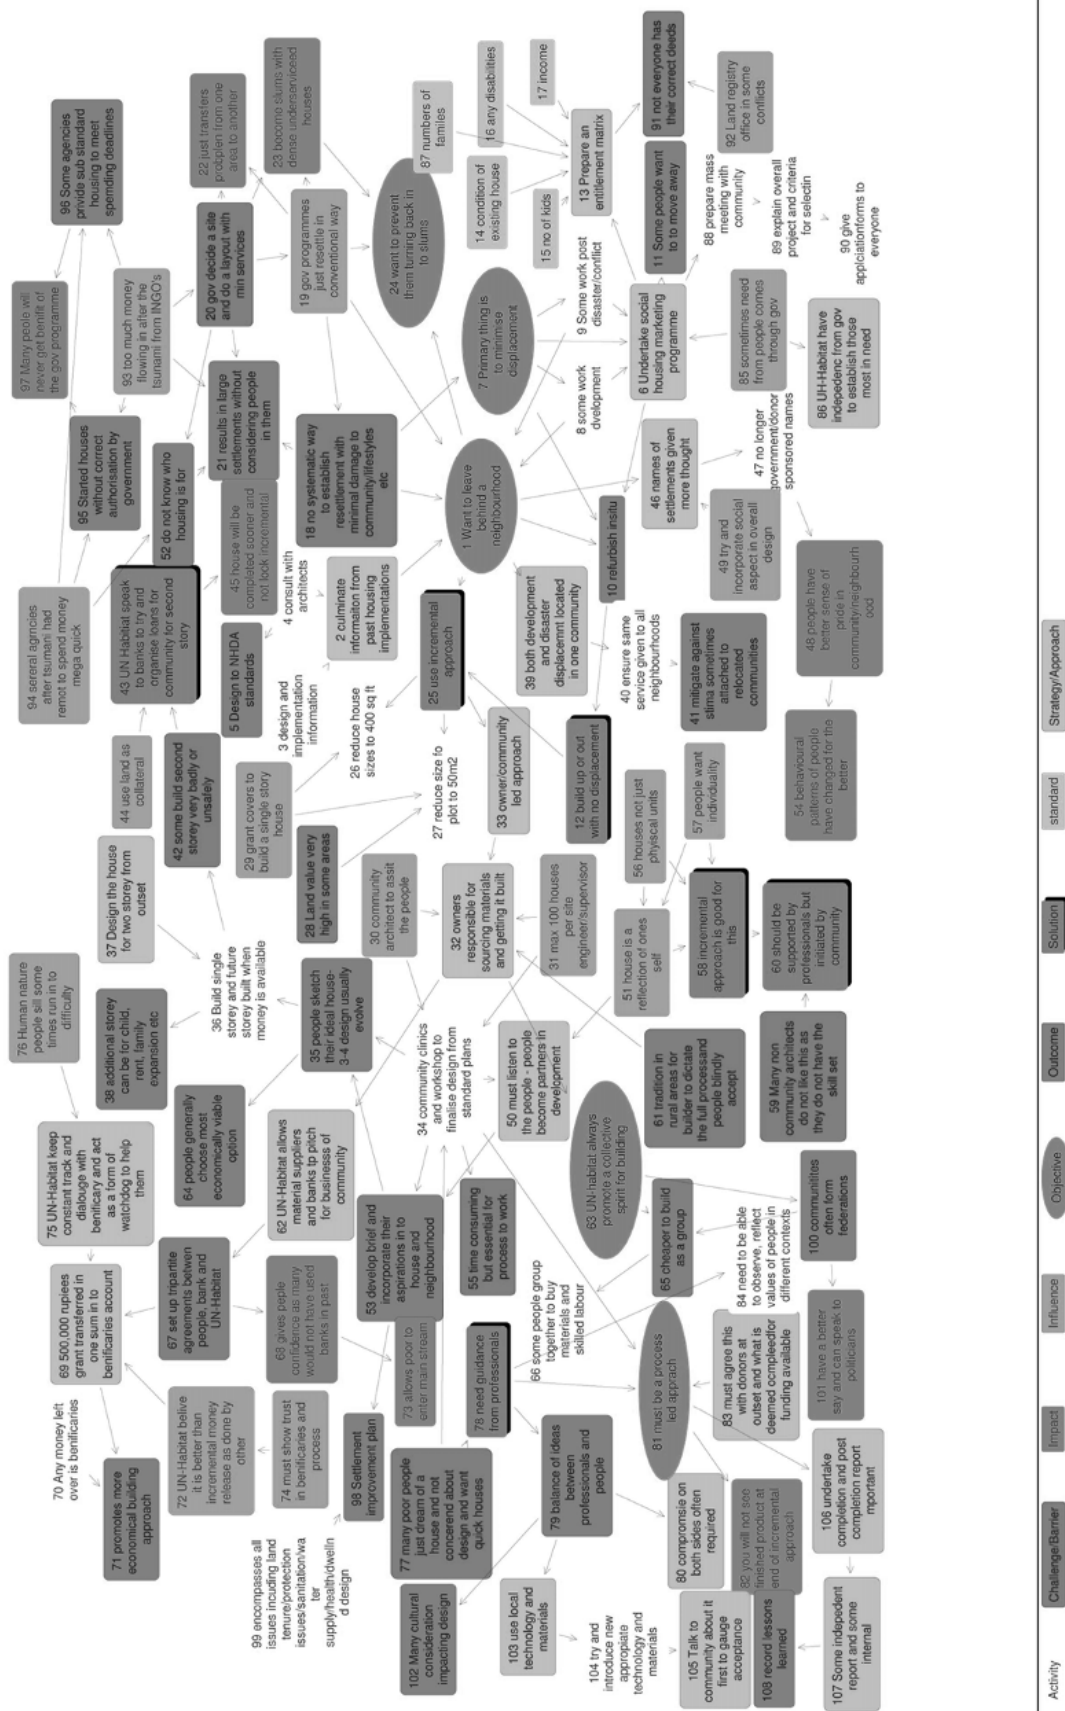 96 Some agencies
privide sub standard
housing to meet
spending deadlines
97 Many people will
never get benifit of
the gov programme
22 just transfers
problen from one
area to another
23 become slums with
dense underserviceed
houses
93 too much money
flowing in after the
tsunami from INGO's
20 gov decide a site
and do a layout with
min services
19 gov programmes
just resettle in
conventional way
24 want to prevent
them turning back in
to slums
87 numbers of
familes
16 any disabilities
17 income
14 condition of
existing house
15 no of kids
13 Prepare an
entitlement matrix
91 not everyone has
their correct deeds
92 Land registry
office in some
conflicts
11 Some people want
to to move away
88 prepare mass
meeting with
community
89 explain overall
project and criteria
for selectin
90 give
applciationforms to
everyone
95 Started houses
without correct
authorisation by
government
52 do not know who
housing is for
21 results in large
settlements without
considering people
in them
18 no systematic way
to establish
resettlement with
minimal damage to
community/lifestyles
etc
7 Primary thing is
to minimise
displacement
9 Some work post
disaster/conflict
8 some work
dvelopment
6 Undertake social
housing marketing
programme
85 sometimes need
from people comes
through gov
86 UH-Habitat have
indepedenc from gov
to establish those
most in need
94 sereral agencies
after tsumani had
remot to spend money
mega quick
43 UN Habitat speak
to banks to try and
organise loans for
community for second
story
45 house will be
completed sooner and
not look incremental
4 consult with
architects
1 Want to leave
behind a
neighbourhood
46 names of
settlements given
more thought
47 no longer
government/donor
sponsored names
49 try and
incorporate social
aspect in overall
design
48 people have
better sense of
pride in
community/neighbourh
ood
44 use land as
collateral
42 some build second
storey very badly or
unsafely
5 Design to NHDA
standards
2 culminate
informaiton from
past housing
implementations
3 design and
implementation
information
26 reduce house
sizes to 400 sq ft
25 use incremental
approach
10 refurbish insitu
39 both development
and disaster
displacemnt located
in one community
40 ensure same
service given to all
neighbourhoods
41 mitigate against
stima sometimes
attached to
relocated
communities
54 behavioural
patterns of people
have changed for the
better
37 Design the house
for two storey from
outset
29 grant covers to
build a single story
house
28 Land value very
high in some areas
27 reduce size fo
plot to 50m2
33 owner/community
led approach
12 build up or out
with no displacement
57 people want
individuality
56 houses not just
phyiscal units
76 Human nature
people sill some
times run in to
difficulty
38 additional storey
can be for child,
rent, family
expansion etc
36 Build single
storey and future
storey built when
money is available
30 community
architect to assit
the people
32 owners
responsible for
sourcing materials
and getting it built
31 max 100 houses
per site
engineer/supervisor
51 house is a
reflection of ones
self
58 incremental
approach is good for
this
60 should be
supported by
professionals but
initiated by
community
35 people sketch
their ideal house-
3-4 design usually
evolve
34 community clinics
and workshop to
finalise design from
standard plans
50 must listen to
the people - people
become partners in
development
61 tradition in
rural areas for
builder to dictate
the full processand
people blindly
accept
59 Many non
community architects
do not like this as
they do not have the
skill set
75 UN-Habitat keep
constant track and
dialouge with
benificary and act
as a form of
watchdog to help
them
64 people generally
choose most
economically viable
option
62 UN-Habitat allows
material suppliers
and banks tp pitch
for businesss of
community
63 UN-habitat always
promote a collective
spirit for building
69 500,000 rupiees
grant transferred in
one sum in to
benificaries account
67 set up tripartite
agreements between
people, bank and
UN-Habitat
68 gives peple
confidence as many
would not have used
banks in past
53 develop brief and
incorporate their
aspirations in to
house and
neighbourhood
55 time consuming
but essential for
process to work
65 cheaper to build
as a group
100 communitites
often form
federations
70 Any money left
over is benificaries
72 UN-Habitat belive
it is better than
incremental money
release as done by
other
74 must show trust
in benificaries and
process
73 allows poor to
enter main stream
78 need guidance
from professionals
66 some people group
together to buy
materials and
skilled labour
84 need to be able
to observe, reflect
values of people in
different contexts
81 must be a process
led apprach
83 must agree this
with donors at
outset and what is
deemed ccmpleedfor
funding available
101 have a better
say and can speak to
politicians
71 promotes more
economical building
approach
99 encompasses all
issues incuding land
tenure/protection
issues/sanitation/wa
ter
supply/health/dwelln
d design
98 Settlement
improvement plan
77 many poor people
just dream of a
house and not
concerend about
design and want
quick houses
79 balance of ideas
between
professionals and
people
80 compromsie on
both sides often
required
82 you will not see
finished product at
end of incremental
approach
106 undertake
completion and post
completion report
mportant
102 Many cultural
consideration
impacting design
103 use local
technology and
materials
104 try and
introduce new
appropiate
technology and
materials
105 Talk to
community about it
first to gauge
acceptance
108 record lessons
learned
107 Some indepedent
report and some
internal
Activity
Challenge/Barrier
Impact
Influence
Objective
Outcome
Solution
standard
Strategy/Approach